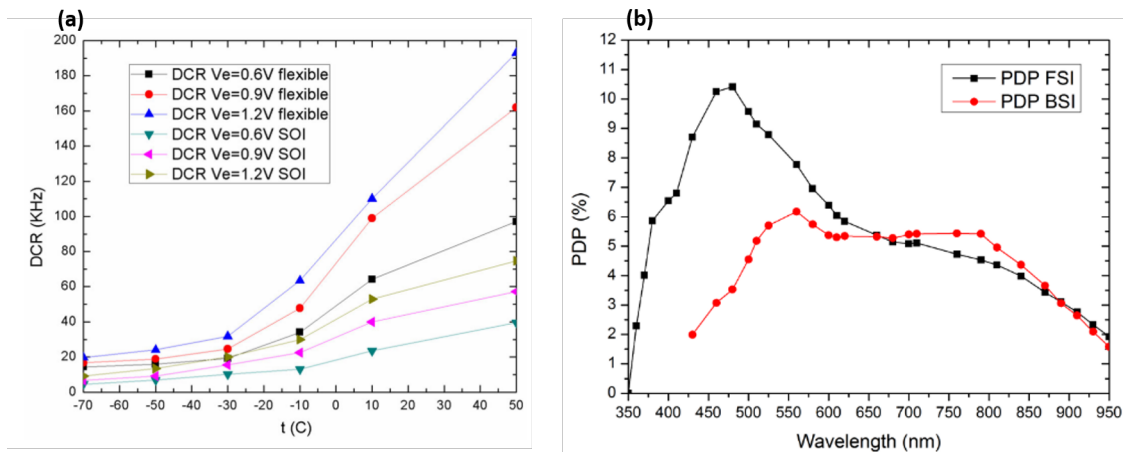 (a)
200
180
160
140
120
100
80
60
40
20
0
DCR (KHz)
DCR Ve=0.6V flexible
DCR Ve=0.9V flexible
DCR Ve=1.2V flexible
DCR Ve=0.6V SOI
DCR Ve=0.9V SOI
DCR Ve=1.2V SOI
-70 -60 -50 -40 -30 -20 -10 0 10 20 30 40 50
t (C)
(b)
12
11
10
9
8
7
6
5
4
3
2
1
0
PDP (%)
PDP FSI
PDP BSI
350 400 450 500 550 600 650 700 750 800 850 900 950
Wavelength (nm)